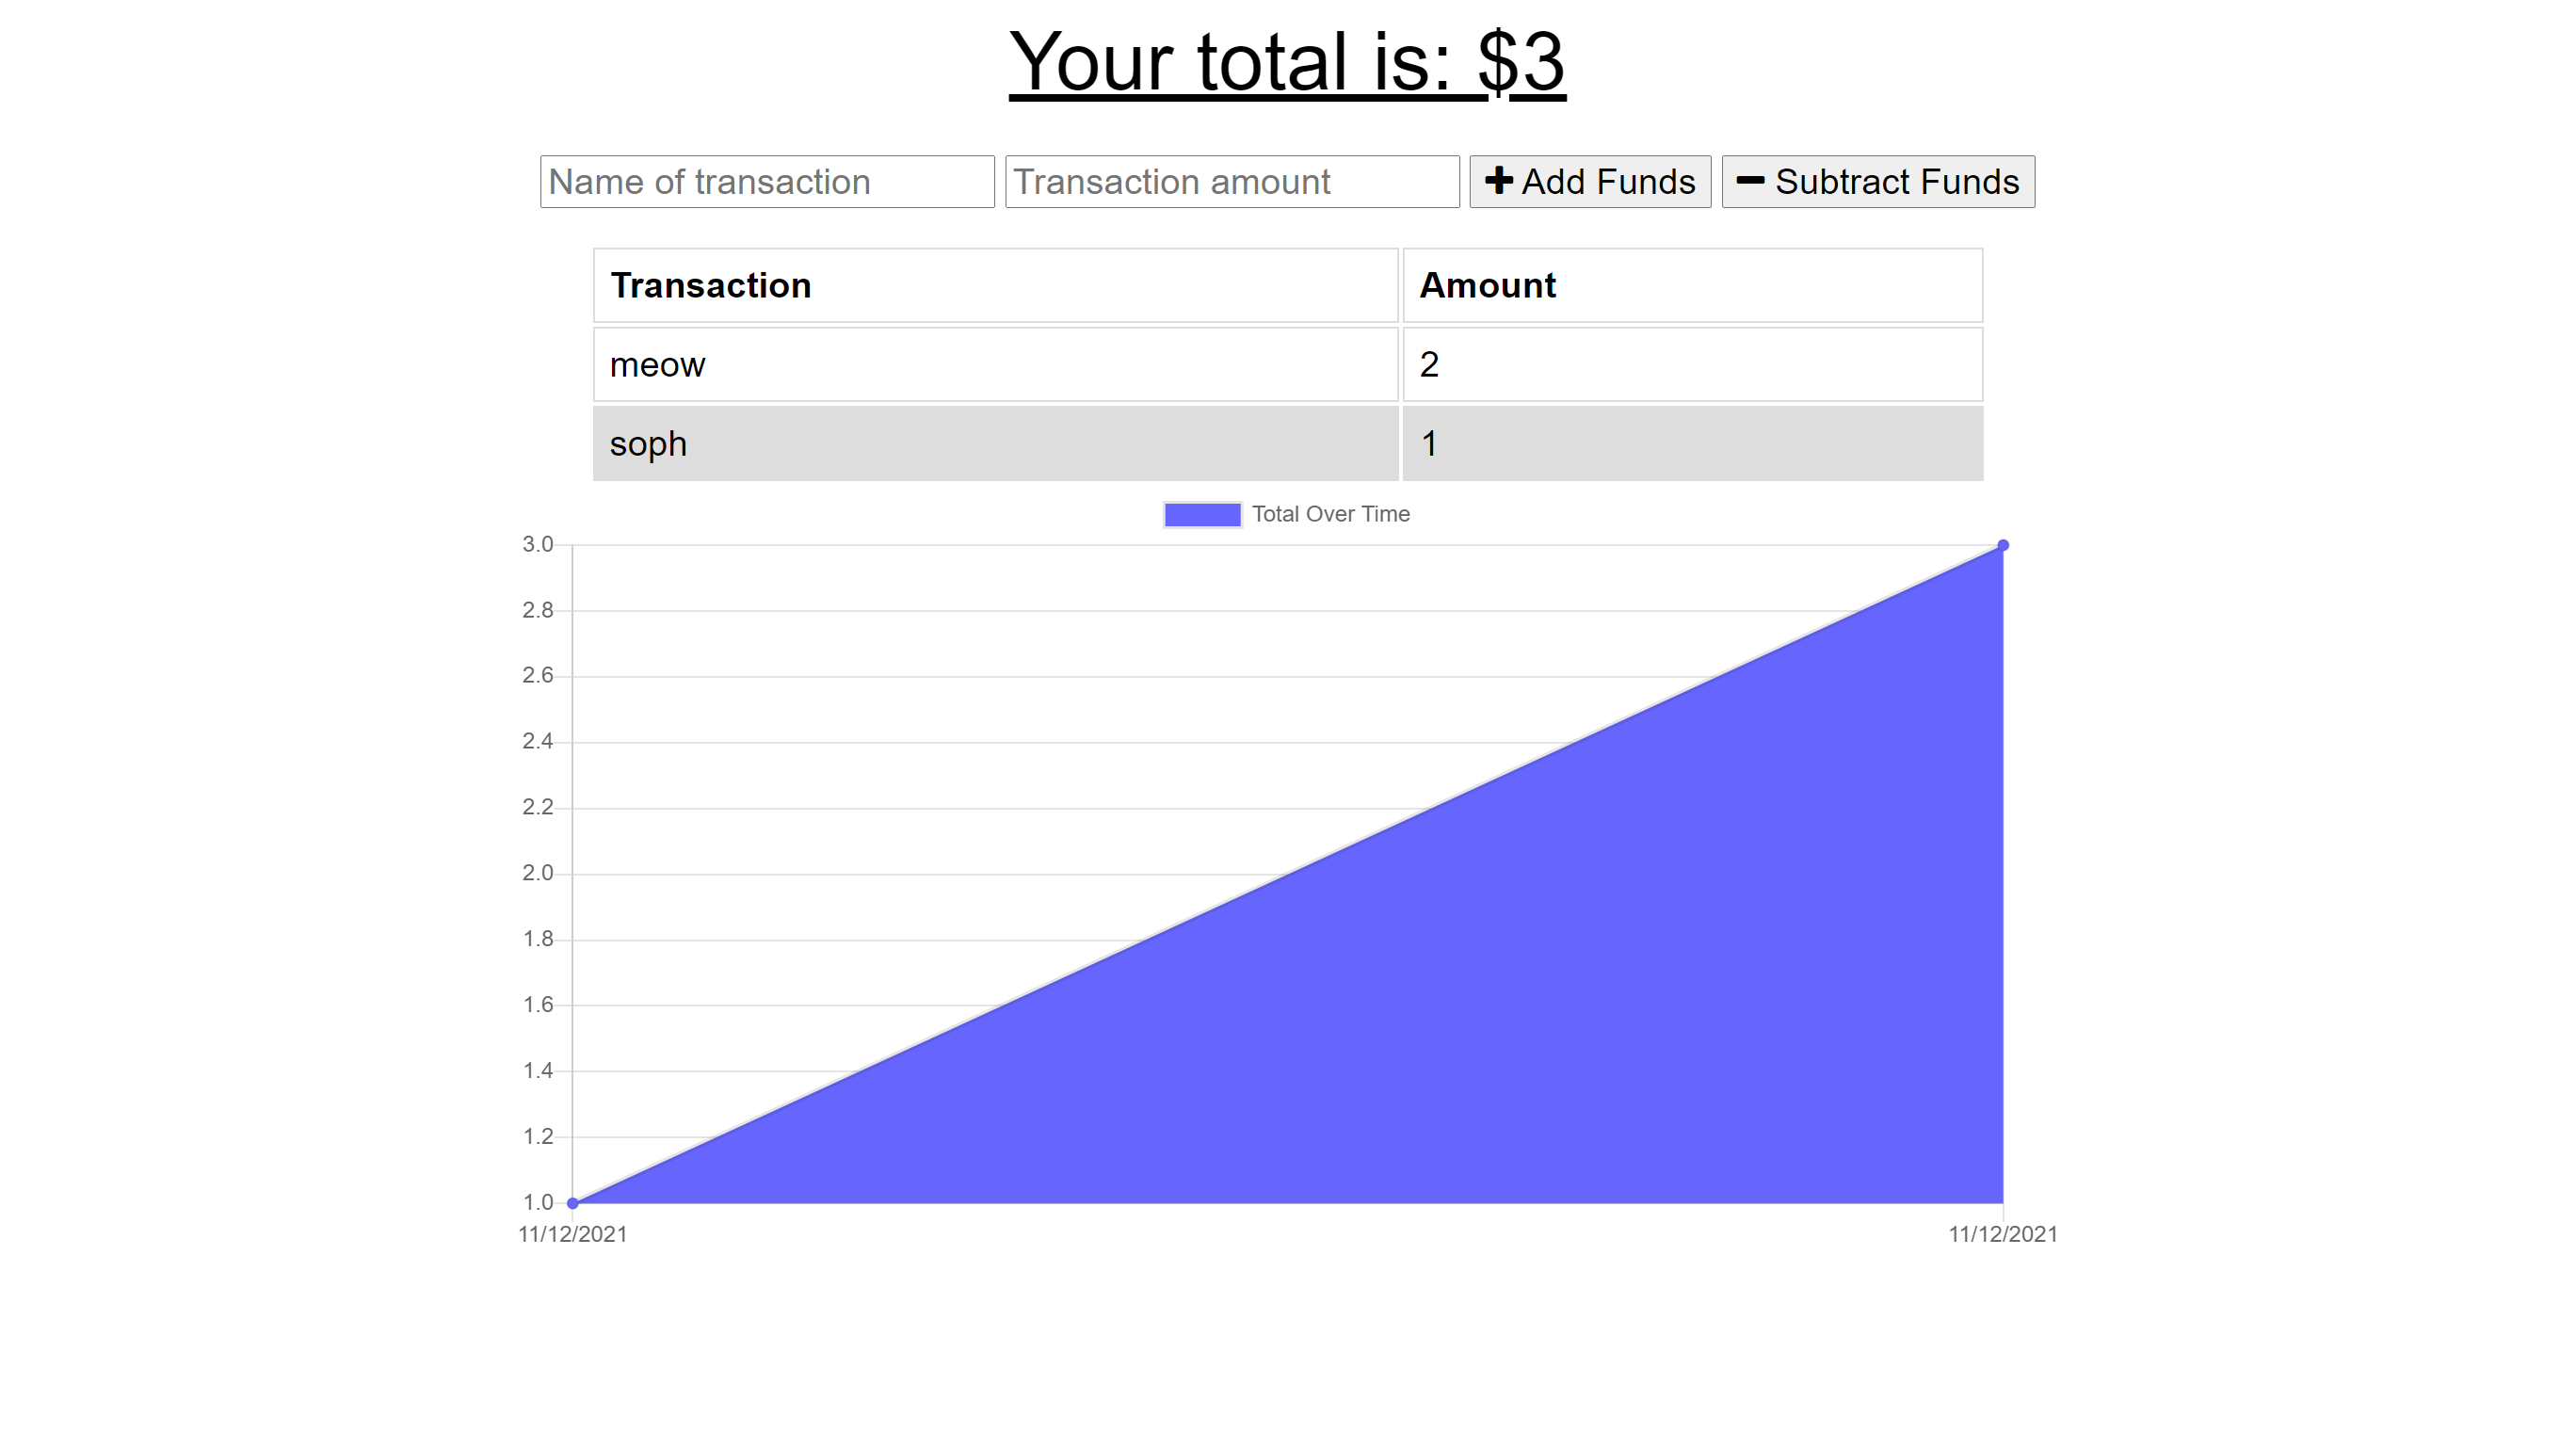 Your total is: $3
Name of transaction Transaction amount Add Funds Subtract Funds
Transaction Amount
meow 2
soph 1
Total Over Time
3.0
2.8
2.6
2.4
2.2
2.0
1.8
1.6
1.4
1.2
1.0
11/12/2021 11/12/2021